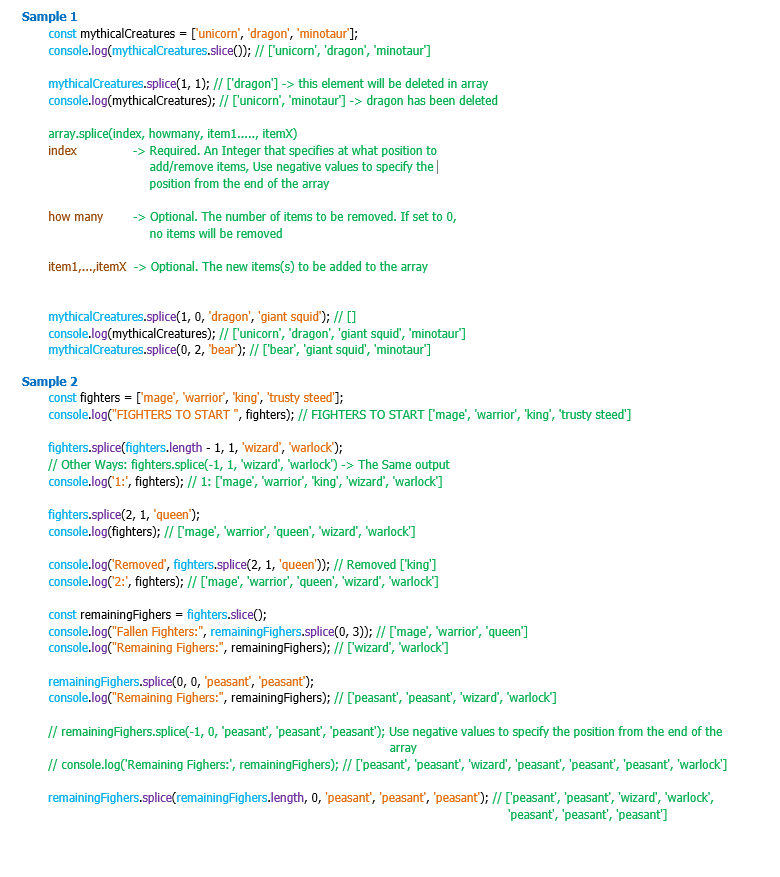 Sample 1
const mythicalCreatures = ['unicorn', 'dragon', 'minotaur'];
console.log(mythicalCreatures.slice()); // ['unicorn', 'dragon', 'minotaur']
mythicalCreatures.splice(1, 1); // ['dragon'] -> this element will be deleted in array
console.log(mythicalCreatures); // ['unicorn', 'minotaur'] -> dragon has been deleted
array.splice(index, howmany, item1....., itemX)
index -> Required. An Integer that specifies at what position to
add/remove items, Use negative values to specify the
position from the end of the array
how many -> Optional. The number of items to be removed. If set to 0,
no items will be removed
item1,...,itemX -> Optional. The new items(s) to be added to the array
mythicalCreatures.splice(1, 0, 'dragon', 'giant squid'); // []
console.log(mythicalCreatures); // ['unicorn', 'dragon', 'giant squid', 'minotaur']
mythicalCreatures.splice(0, 2, 'bear'); // ['bear', 'giant squid', 'minotaur']
Sample 2
const fighters = ['mage', 'warrior', 'king', 'trusty steed'];
console.log("FIGHTERS TO START ", fighters); // FIGHTERS TO START ['mage', 'warrior', 'king', 'trusty steed']
fighters.splice(fighters.length - 1, 1, 'wizard', 'warlock');
// Other Ways: fighters.splice(-1, 1, 'wizard', 'warlock') -> The Same output
console.log('1:', fighters); // 1: ['mage', 'warrior', 'king', 'wizard', 'warlock']
fighters.splice(2, 1, 'queen');
console.log(fighters); // ['mage', 'warrior', 'queen', 'wizard', 'warlock']
console.log('Removed', fighters.splice(2, 1, 'queen')); // Removed ['king']
console.log('2:', fighters); // ['mage', 'warrior', 'queen', 'wizard', 'warlock']
const remainingFighers = fighters.slice();
console.log("Fallen Fighters:", remainingFighers.splice(0, 3)); // ['mage', 'warrior', 'queen']
console.log("Remaining Fighers:", remainingFighers); // ['wizard', 'warlock']
remainingFighers.splice(0, 0, 'peasant', 'peasant');
console.log("Remaining Fighers:", remainingFighers); // ['peasant', 'peasant', 'wizard', 'warlock']
// remainingFighers.splice(-1, 0, 'peasant', 'peasant', 'peasant'); Use negative values to specify the position from the end of the
array
// console.log('Remaining Fighers:', remainingFighers); // ['peasant', 'peasant', 'wizard', 'peasant', 'peasant', 'peasant', 'warlock']
remainingFighers.splice(remainingFighers.length, 0, 'peasant', 'peasant', 'peasant'); // ['peasant', 'peasant', 'wizard', 'warlock',
'peasant', 'peasant', 'peasant']